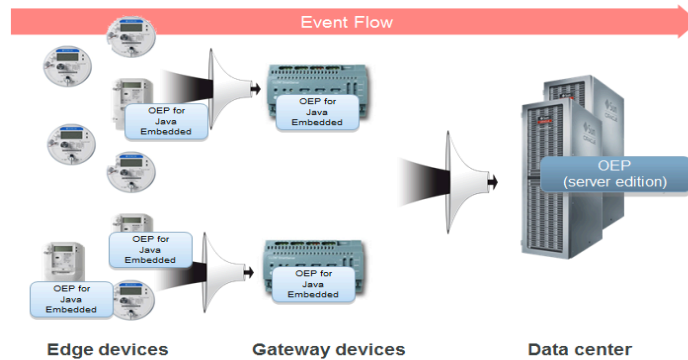 Event Flow
OEP for
Java
Embedded
OEP for
Java
Embedded
OEP
(server edition)
OEP for
Java
Embedded
OEP for
Java
Embedded
OEP for
Java
Embedded
Edge devices
Gateway devices
Data center